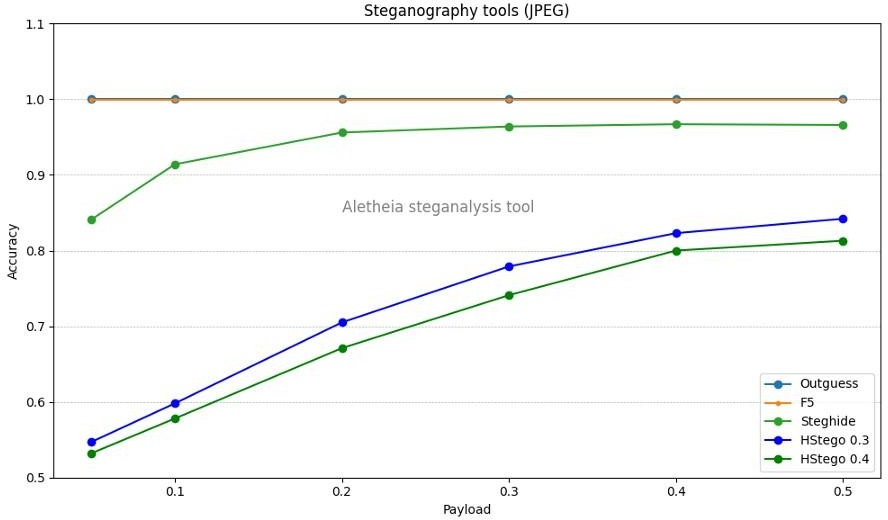 Steganography tools (JPEG)
1.1
1.0
0.9
0.8
0.7
0.6
0.5
Accuracy
Aletheia steganalysis tool
Outguess
F5
Steghide
HStego 0.3
HStego 0.4
0.1
0.2
0.3
0.4
0.5
Payload